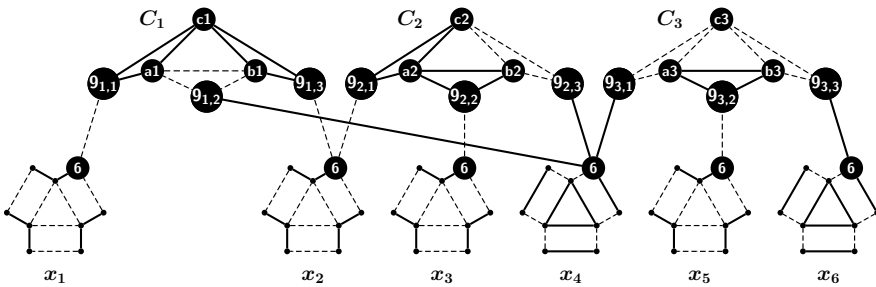 C1 c1 C2 c2 C3 c3
91,1 a1 b1 91,3 92,1 a2 b2 92,3 93,1 a3 b3 93,3
91,2 92,2 93,2
6 6 6 6 6 6
x1 x2 x3 x4 x5 x6